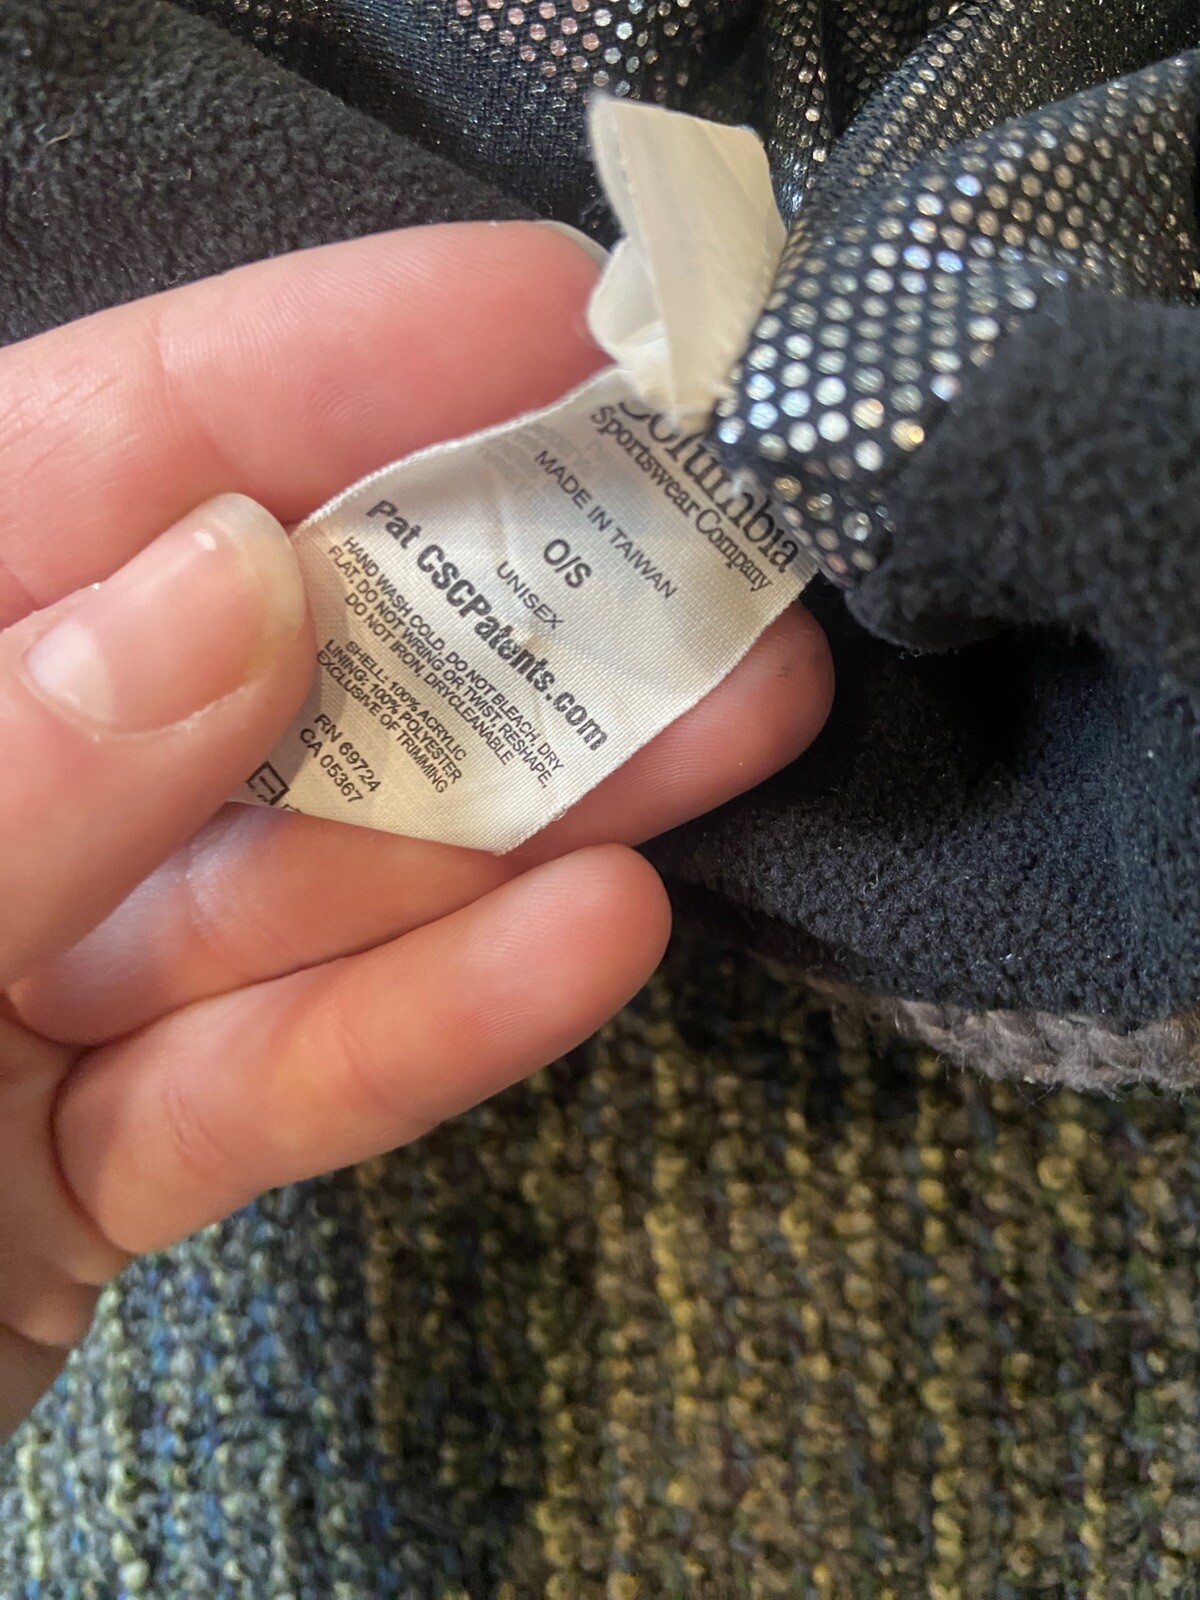 Columbia
Sportswear Company
MADE IN TAIWAN
O/S
UNISEX
Pat CSCPatents.com
HAND WASH COLD, DO NOT BLEACH, DRY
FLAT, DO NOT WRING OR TWIST, RESHAPE,
DO NOT IRON, DRYCLEANABLE
SHELL: 100% ACRYLIC
LINING: 100% POLYESTER
EXCLUSIVE OF TRIMMING
RN 69724
CA 05367